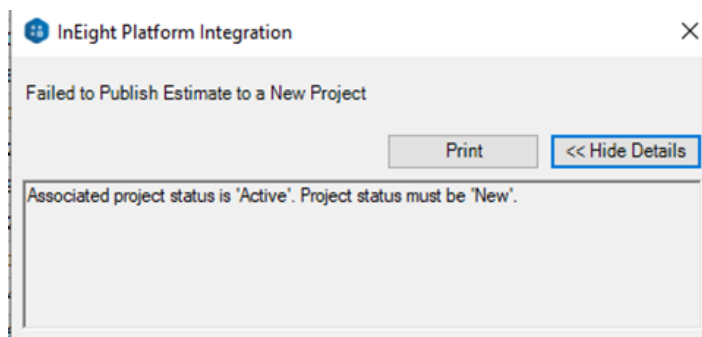 InEight Platform Integration
Failed to Publish Estimate to a New Project
Print
<< Hide Details
Associated project status is 'Active'. Project status must be 'New'.